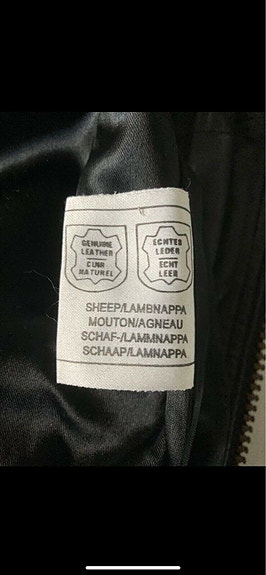 GENUINE
LEATHER
CUIR
NATUREL
ECHTES
LEDER
ECHT
LEER
SHEEP/LAMBNAPPA
MOUTON/AGNEAU
SCHAF-/LAMMNAPPA
SCHAAP/LAMNAPPA